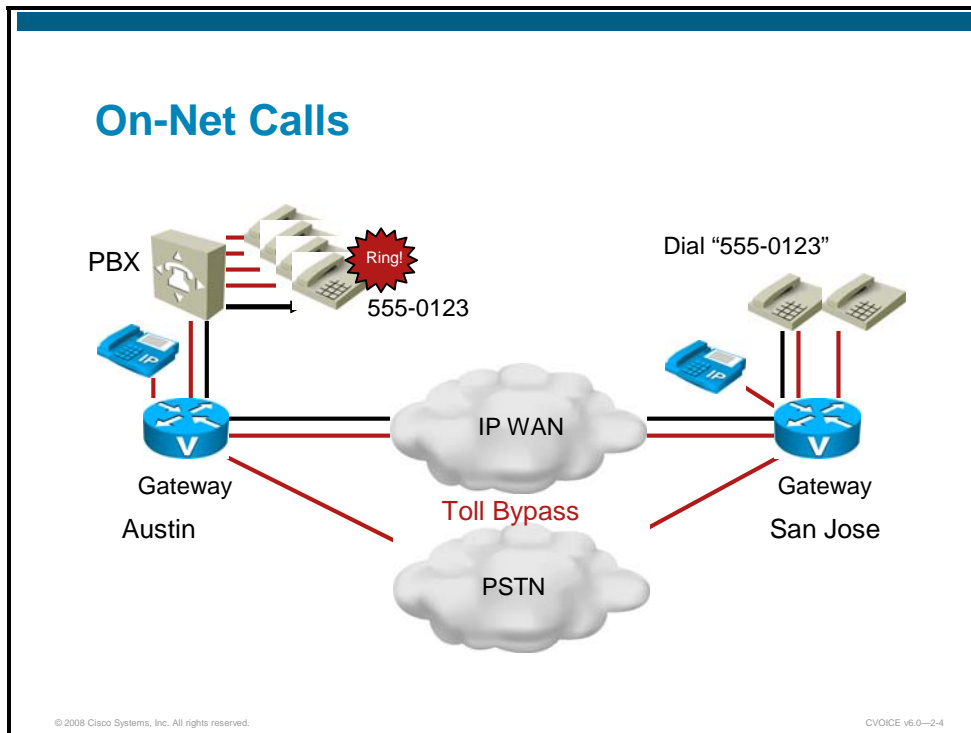 On-Net Calls
PBX
Ring!
555-0123
Dial “555-0123”
IP
IP
IP WAN
V
V
Gateway
Gateway
Toll Bypass
Austin
San Jose
PSTN
© 2008 Cisco Systems, Inc. All rights reserved.
CVOICE v6.0—2-4